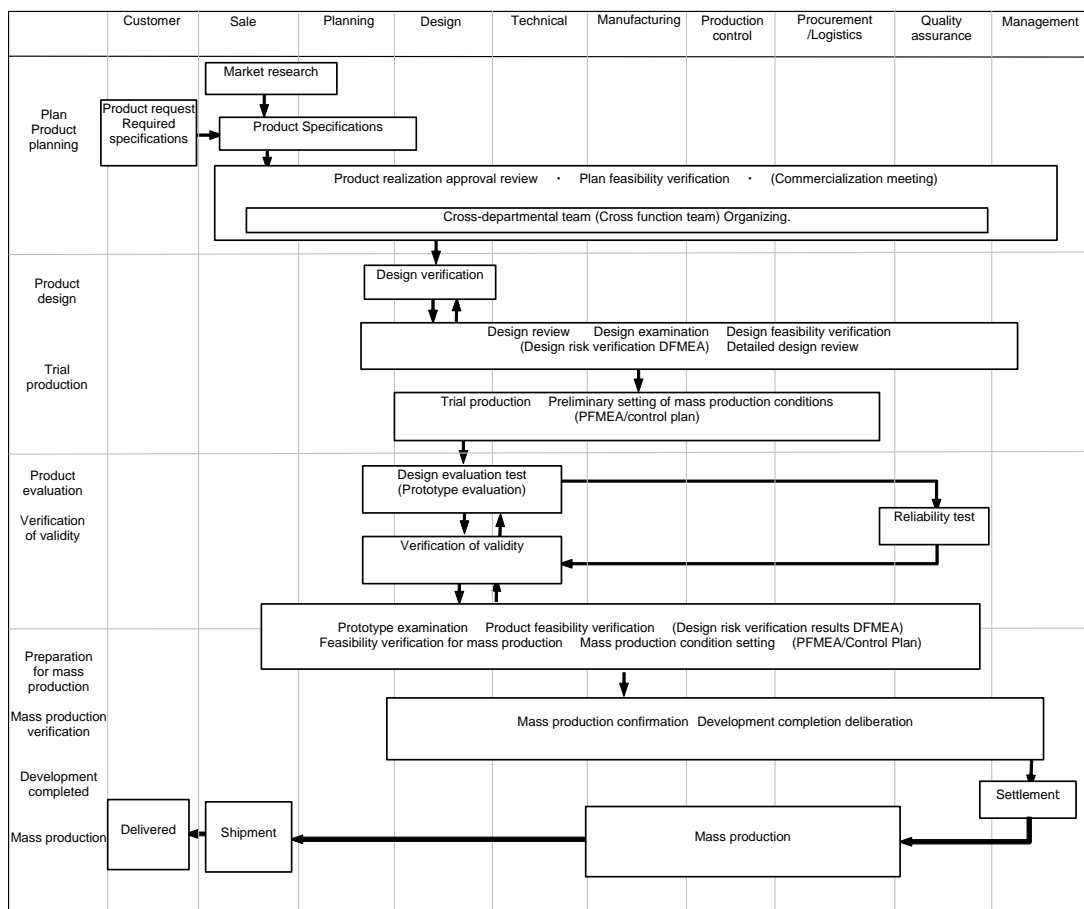 Customer Sale Planning Design Technical Manufacturing Production control Procurement /Logistics Quality assurance Management
Market research
Plan
Product
planning
Product request
Required
specifications
Product Specifications
Product realization approval review ・ Plan feasibility verification ・ (Commercialization meeting)
Cross-departmental team (Cross function team) Organizing.
Product
design
Design verification
Design review Design examination Design feasibility verification
(Design risk verification DFMEA) Detailed design review
Trial
production
Trial production Preliminary setting of mass production conditions
(PFMEA/control plan)
Product
evaluation
Design evaluation test
(Prototype evaluation)
Verification
of validity
Reliability test
Verification of validity
Prototype examination Product feasibility verification (Design risk verification results DFMEA)
Feasibility verification for mass production Mass production condition setting (PFMEA/Control Plan)
Preparation
for mass
production
Mass production
verification
Mass production confirmation Development completion deliberation
Development
completed
Settlement
Mass production
Delivered
Shipment
Mass production